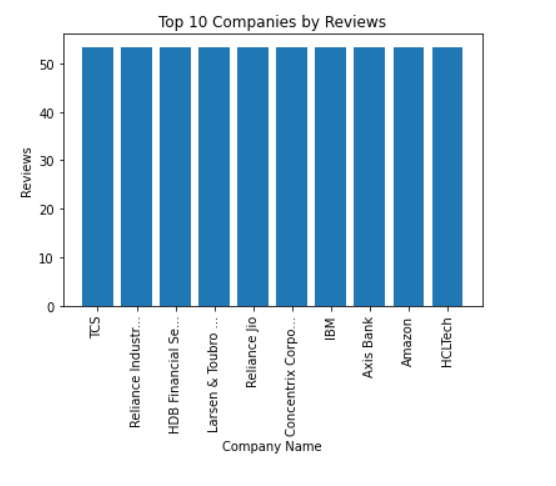 Top 10 Companies by Reviews
50
40
30
20
10
0
Reviews
TCS
Reliance Industr...
HDB Financial Se...
Larsen & Toubro ...
Reliance Jio
Concentrix Corpo...
IBM
Axis Bank
Amazon
HCLTech
Company Name